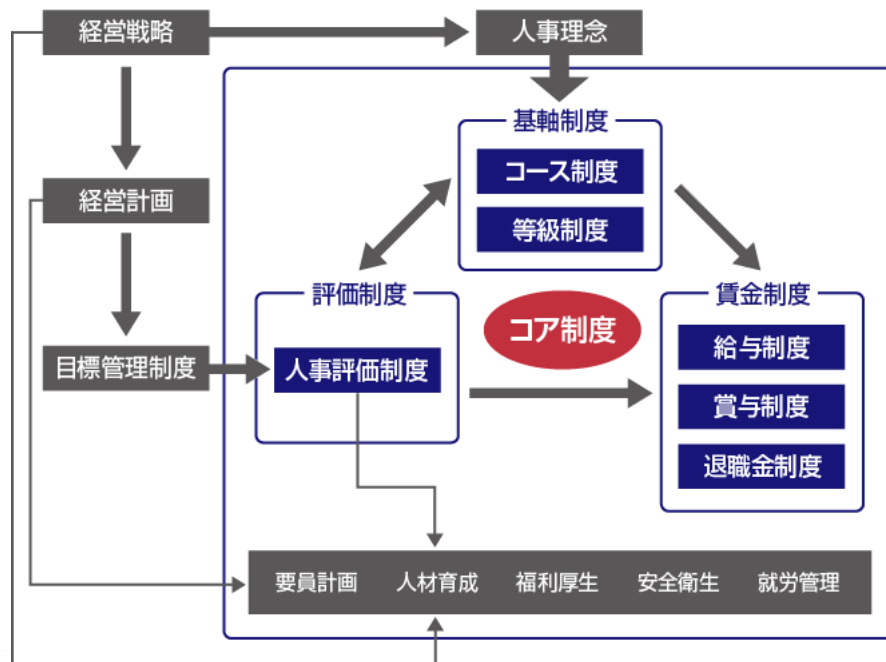 経営戦略
人事理念
基軸制度
コース制度
経営計画
等級制度
評価制度
賃金制度
コア制度
給与制度
目標管理制度
人事評価制度
賞与制度
退職金制度
要員計画 人材育成 福利厚生 安全衛生 就労管理